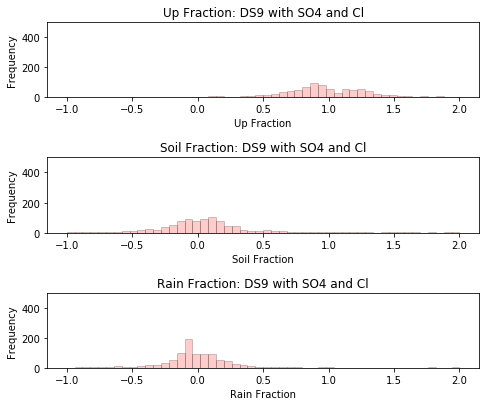 Up Fraction: DS9 with SO4 and Cl
400
200
0
Frequency
−1.0 −0.5 0.0 0.5 1.0 1.5 2.0
Up Fraction
Soil Fraction: DS9 with SO4 and Cl
400
200
0
Frequency
−1.0 −0.5 0.0 0.5 1.0 1.5 2.0
Soil Fraction
Rain Fraction: DS9 with SO4 and Cl
400
200
0
Frequency
−1.0 −0.5 0.0 0.5 1.0 1.5 2.0
Rain Fraction